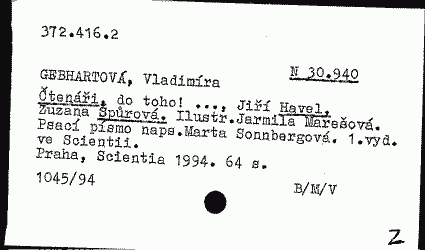 372.416.2
N 30.940
GEBHARTOVÁ, Vladimíra
Čtenáři, do toho! ..., Jiří Havel,
Zuzana Špůrová. Ilustr.Jarmila Marešová.
Psací písmo naps.Marta Sonnbergová. 1.vyd.
ve Scientii.
Praha, Scientia 1994. 64 s.
1045/94
B/M/V
Z